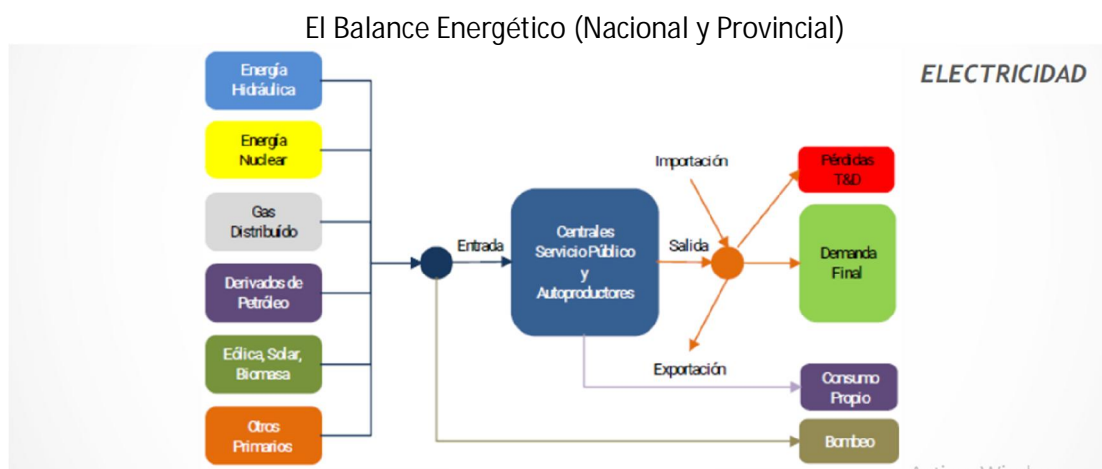 El Balance Energético (Nacional y Provincial)
ELECTRICIDAD
Energía
Hidráulica
Energía
Nuclear
Gas
Distribuído
Derivados de
Petróleo
Eólica, Solar,
Biomasa
Otros
Primarios
Entrada
Centrales
Servicio Público
y
Autoproductores
Salida
Importación
Exportación
Pérdidas
T&D
Demanda
Final
Consumo
Propio
Bombeo